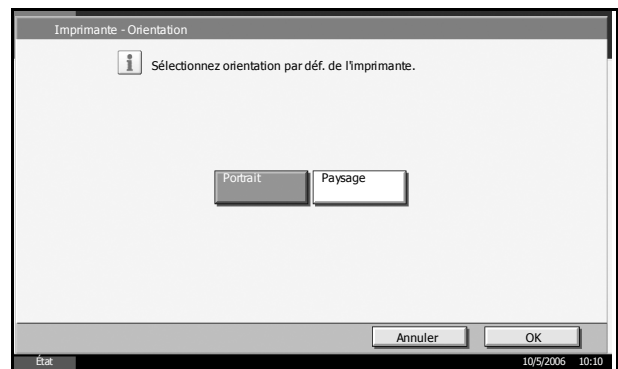 Imprimante - Orientation
Sélectionnez orientation par déf. de l'imprimante.
Portrait Paysage
Annuler OK
État 10/5/2006 10:10